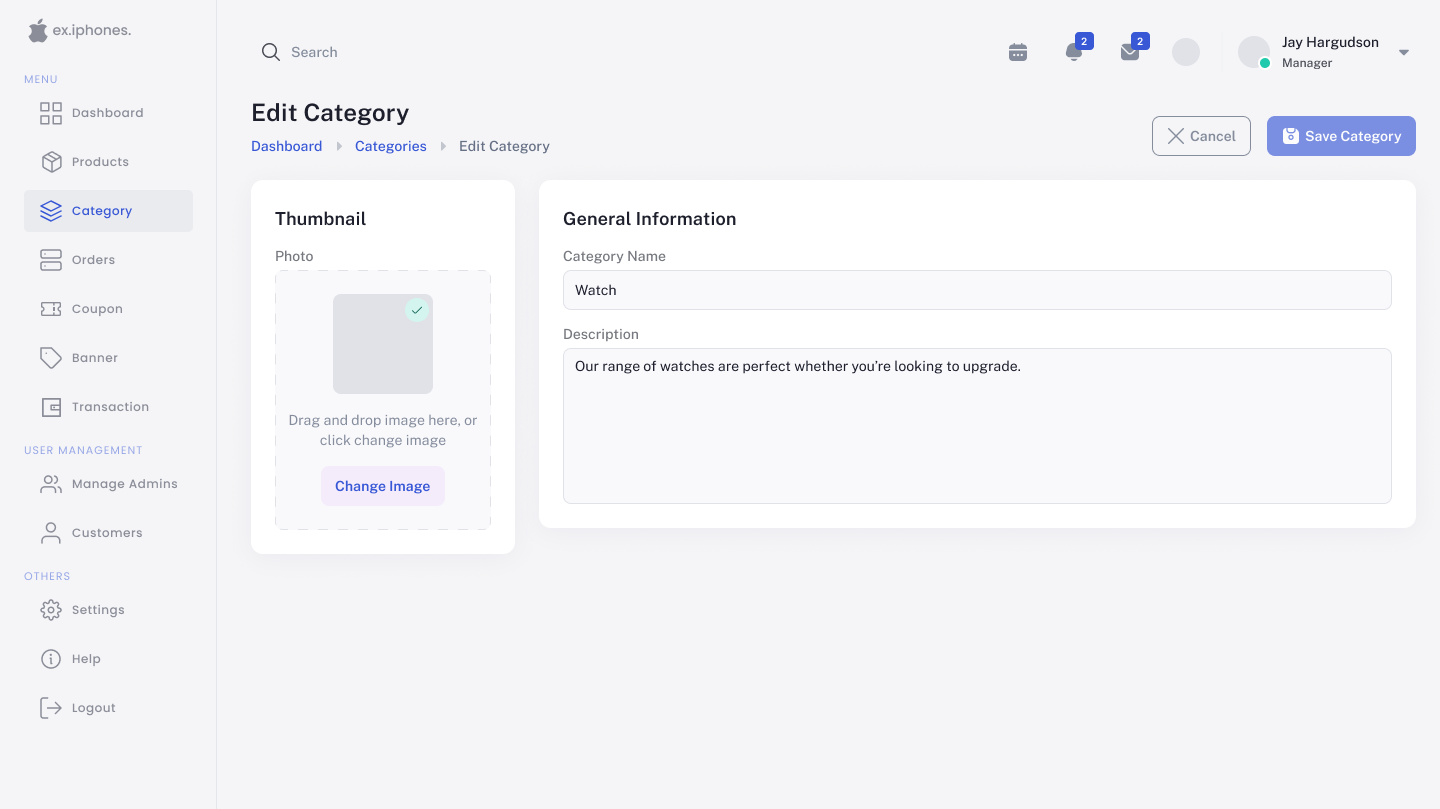 ex.iphones.
MENU
Dashboard
Products
Category
Orders
Coupon
Banner
Transaction
USER MANAGEMENT
Manage Admins
Customers
OTHERS
Settings
Help
Logout
Search
2
2
Jay Hargudson
Manager
Edit Category
Dashboard
Categories
Edit Category
Cancel
Save Category
Thumbnail
Photo
Drag and drop image here, or
click change image
Change Image
General Information
Category Name
Watch
Description
Our range of watches are perfect whether you’re looking to upgrade.